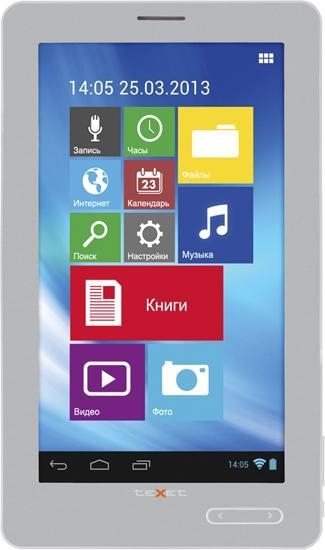 14:05 25.03.2013
Запись
Часы
Файлы
Интернет
23
Календарь
Поиск
Настройки
Музыка
Книги
Видео
Фото
14:05
teXet